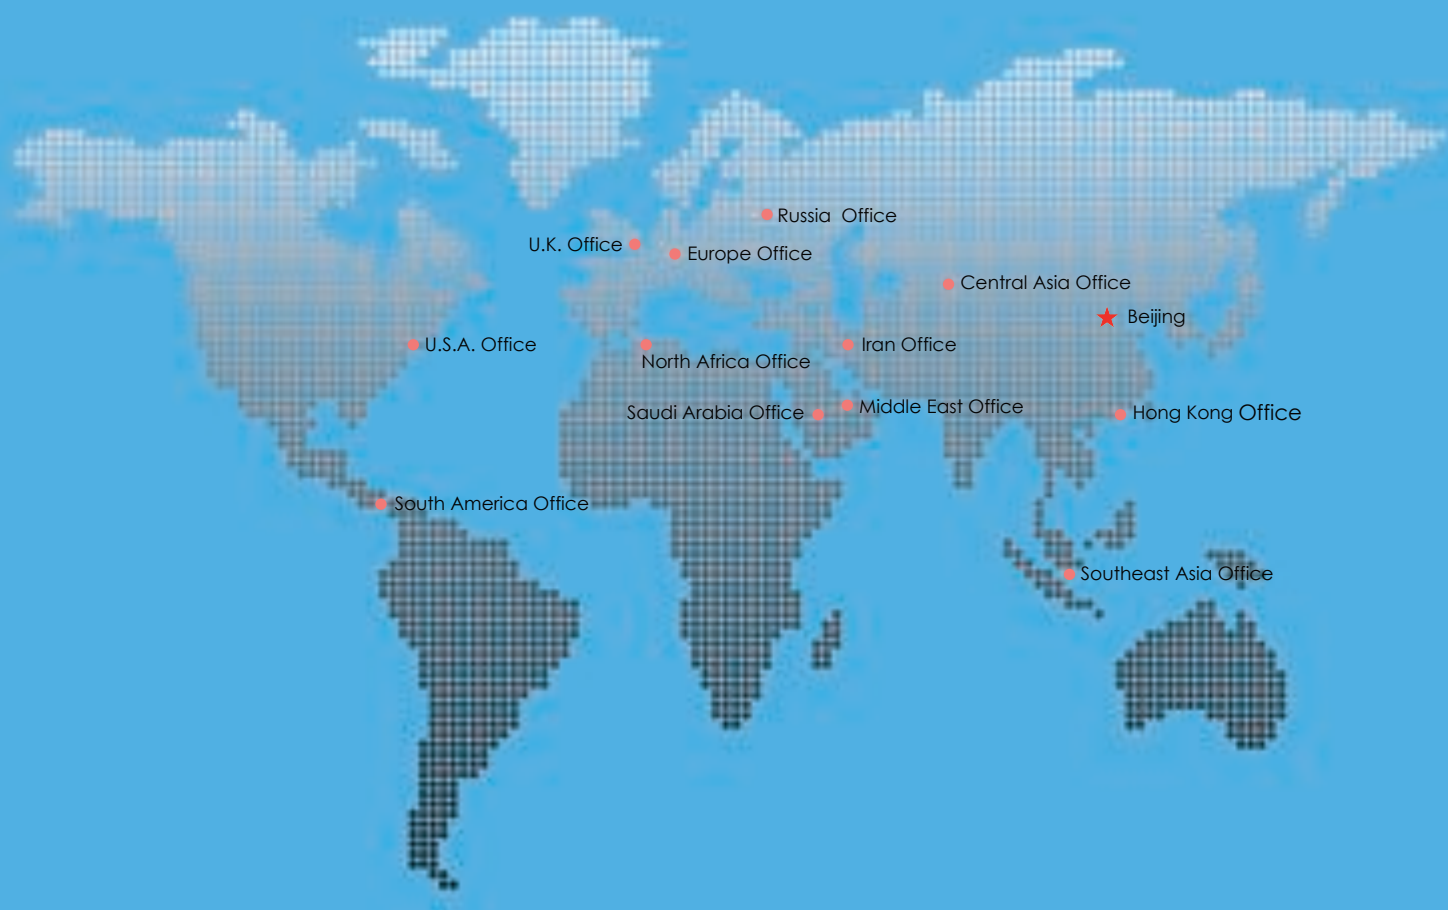 Russia Office
U.K. Office
Europe Office
Central Asia Office
Beijing
U.S.A. Office
Iran Office
North Africa Office
Middle East Office
Saudi Arabia Office
Hong Kong Office
South America Office
Southeast Asia Office